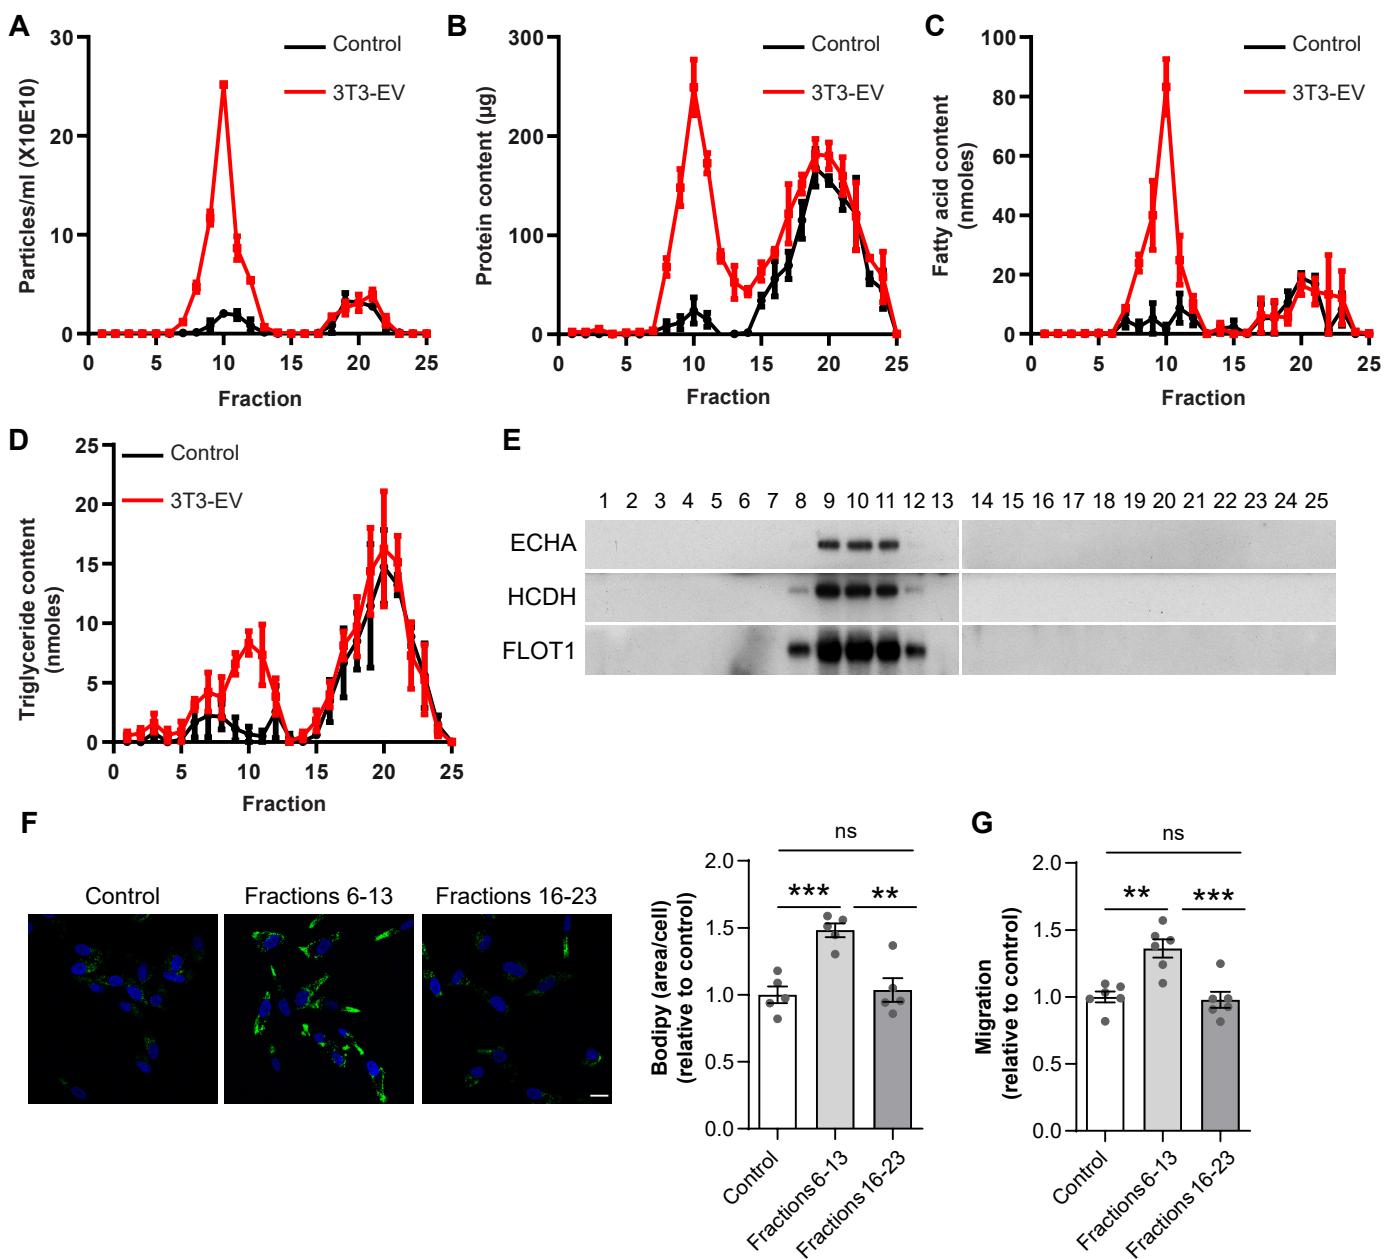 A
Particles/ml (X10E10)
30
20
10
0
0 5 10 15 20 25
Fraction
Control
3T3-EV
B
Protein content (µg)
300
200
100
0
0 5 10 15 20 25
Fraction
Control
3T3-EV
C
Fatty acid content
(nmoles)
100
80
60
40
20
0
0 5 10 15 20 25
Fraction
Control
3T3-EV
D
Triglyceride content
(nmoles)
25
20
15
10
5
0
0 5 10 15 20 25
Fraction
Control
3T3-EV
E
1 2 3 4 5 6 7 8 9 10 11 12 13 14 15 16 17 18 19 20 21 22 23 24 25
ECHA
HCDH
FLOT1
F
Control
Fractions 6-13
Fractions 16-23
Bodipy (area/cell)
(relative to control)
2.0
1.5
1.0
0.5
0.0
ns
*** **
Control
Fractions 6-13
Fractions 16-23
G
Migration
(relative to control)
2.0
1.5
1.0
0.5
0.0
ns
** ***
Control
Fractions 6-13
Fractions 16-23